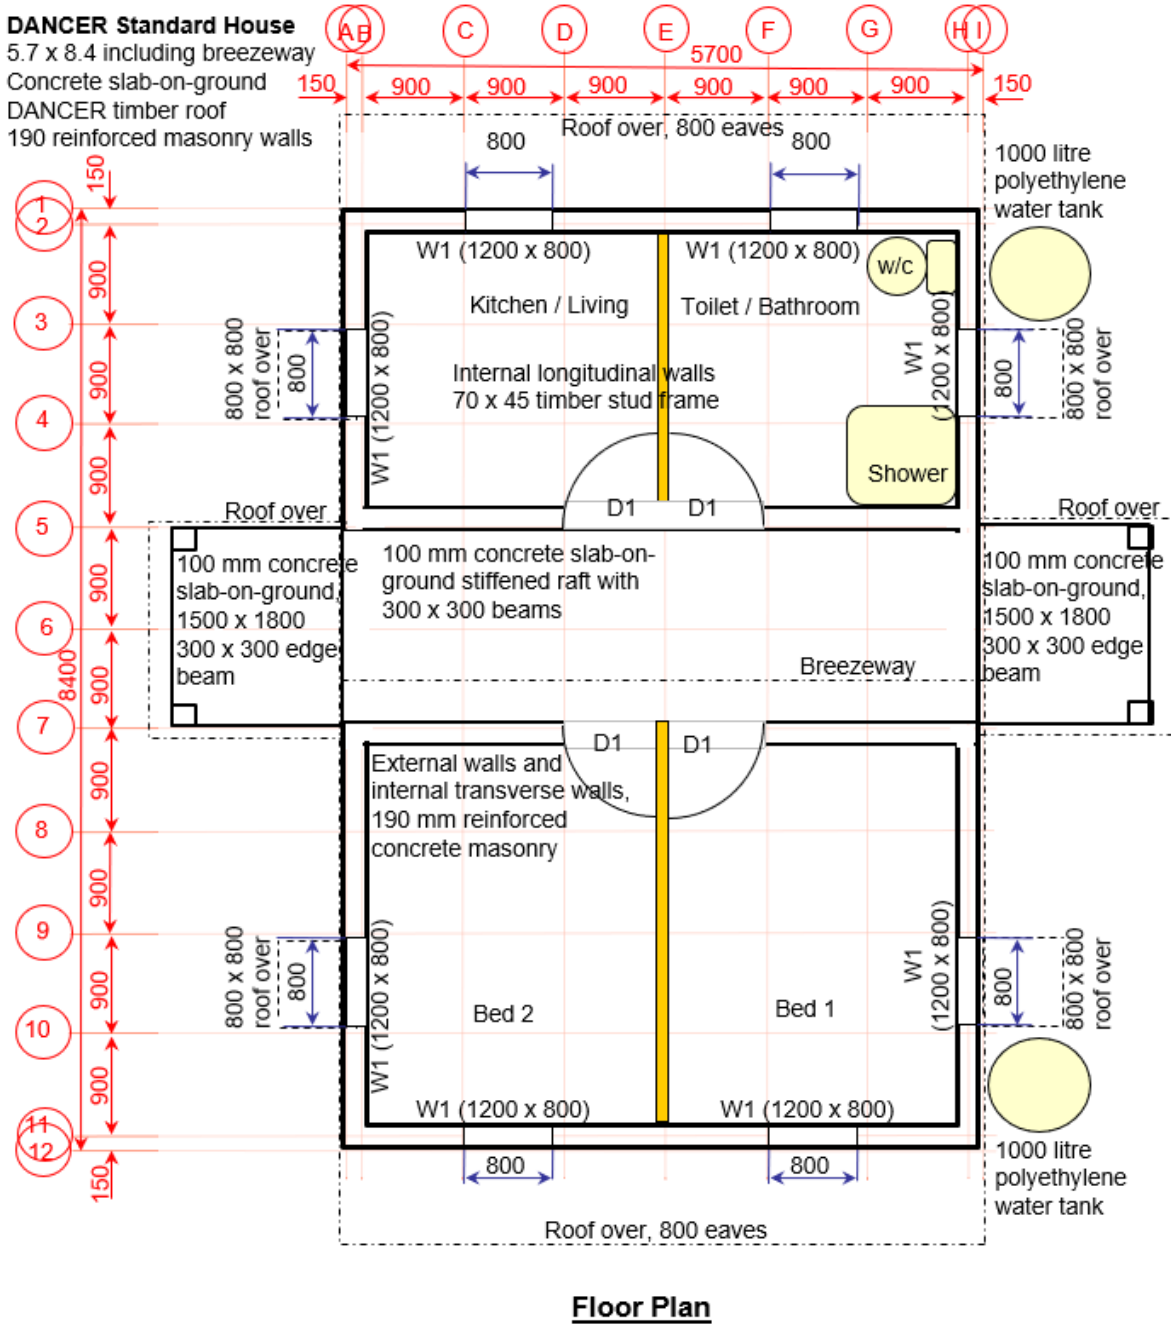 DANCER Standard House
5.7 x 8.4 including breezeway
Concrete slab-on-ground
DANCER timber roof
190 reinforced masonry walls
A B C D E F G H I
5700
150 900 900 900 900 900 900 150
Roof over, 800 eaves
800 800
1000 litre
polyethylene
water tank
150
1
2
W1 (1200 x 800) W1 (1200 x 800)
w/c
900
Kitchen / Living Toilet / Bathroom
3
800 x 800
roof over
800
W1 (1200 x 800)
Internal longitudinal walls
70 x 45 timber stud frame
W1
(1200 x 800)
800
800 x 800
roof over
900
4
Shower
900
D1 D1
Roof over Roof over
5
100 mm concrete
slab-on-ground,
1500 x 1800
300 x 300 edge
beam
100 mm concrete slab-on-
ground stiffened raft with
300 x 300 beams
100 mm concrete
slab-on-ground,
1500 x 1800
300 x 300 edge
beam
900
6
Breezeway
8400
900
7
D1 D1
External walls and
internal transverse walls,
190 mm reinforced
concrete masonry
900
8
900
9
800 x 800
roof over
800
W1 (1200 x 800)
W1
(1200 x 800)
800
800 x 800
roof over
900
Bed 2 Bed 1
10
900
W1 (1200 x 800) W1 (1200 x 800)
11
12
150
800 800
1000 litre
polyethylene
water tank
Roof over, 800 eaves
Floor Plan